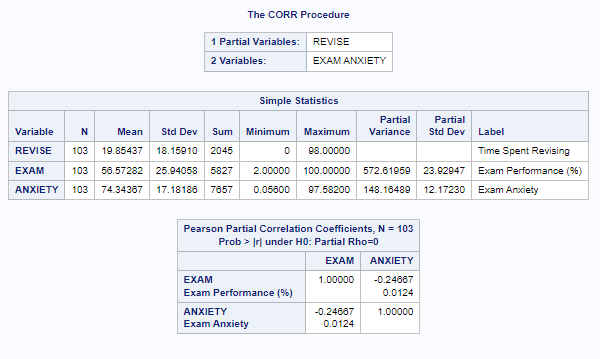 The CORR Procedure
1 Partial Variables: REVISE
2 Variables: EXAM ANXIETY
Simple Statistics
Variable N Mean Std Dev Sum Minimum Maximum Partial Variance Partial Std Dev Label
REVISE 103 19.85437 18.15910 2045 0 98.00000 Time Spent Revising
EXAM 103 56.57282 25.94058 5827 2.00000 100.00000 572.61959 23.92947 Exam Performance (%)
ANXIETY 103 74.34367 17.18186 7657 0.05600 97.58200 148.16489 12.17230 Exam Anxiety
Pearson Partial Correlation Coefficients, N = 103
Prob > |r| under H0: Partial Rho=0
EXAM ANXIETY
EXAM 1.00000 -0.24667
Exam Performance (%) 0.0124
ANXIETY -0.24667 1.00000
Exam Anxiety 0.0124